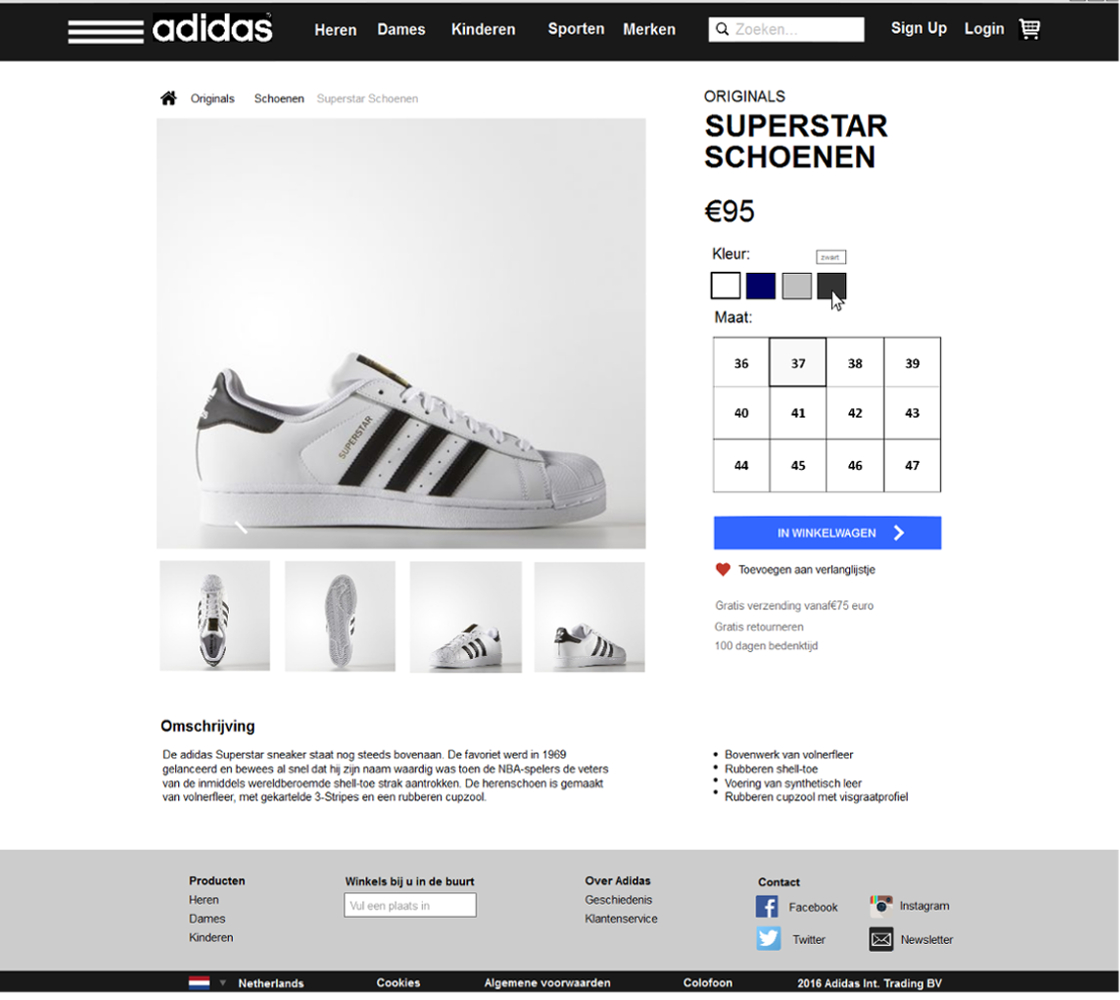 adidas Heren Dames Kinderen Sporten Merken Zoeken... Sign Up Login
Originals Schoenen Superstar Schoenen
ORIGINALS
SUPERSTAR
SCHOENEN
€95
Kleur: zwart
Maat:
36 37 38 39
40 41 42 43
44 45 46 47
SUPERSTAR
IN WINKELWAGEN
Toevoegen aan verlanglijstje
Gratis verzending vanaf€75 euro
Gratis retourneren
100 dagen bedenktijd
Omschrijving
De adidas Superstar sneaker staat nog steeds bovenaan. De favoriet werd in 1969
gelanceerd en bewees al snel dat hij zijn naam waardig was toen de NBA-spelers de veters
van de inmiddels wereldberoemde shell-toe strak aantrokken. De herenschoen is gemaakt
van volnerfleer, met gekartelde 3-Stripes en een rubberen cupzool.
• Bovenwerk van volnerfleer
• Rubberen shell-toe
• Voering van synthetisch leer
• Rubberen cupzool met visgraatprofiel
Producten
Heren
Dames
Kinderen
Winkels bij u in de buurt
Vul een plaats in
Over Adidas
Geschiedenis
Klantenservice
Contact
Facebook Instagram
Twitter Newsletter
Netherlands Cookies Algemene voorwaarden Colofoon 2016 Adidas Int. Trading BV